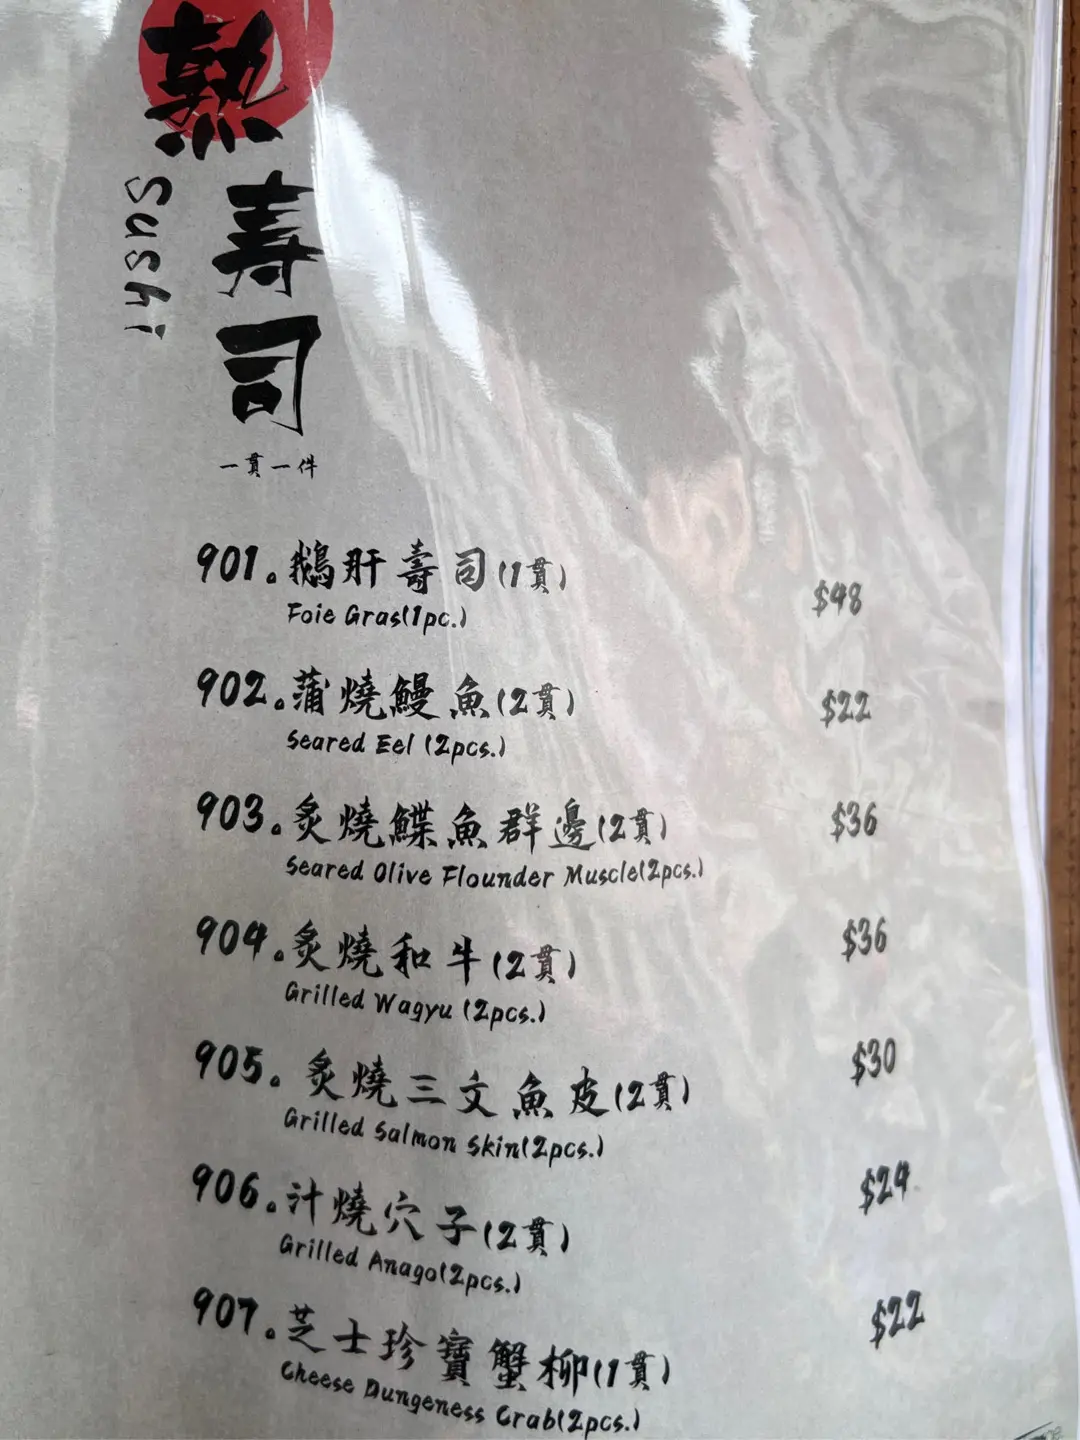 熟
壽
司
Sushi
一貫一件
901。鵝肝壽司(1貫) $48
Foie Gras(1pc.)
902。蒲燒鰻魚(2貫) $22
Seared Eel (2pcs.)
903。炙燒鰈魚群邊(2貫) $36
Seared Olive Flounder Muscle(2pcs.)
904。炙燒和牛(2貫) $36
Grilled Wagyu (2pcs.)
905。炙燒三文魚皮(2貫) $30
Grilled Salmon Skin(2pcs.)
906。汁燒穴子(2貫) $24
Grilled Anago(2pcs.)
907。芝士珍寶蟹柳(1貫) $22
Cheese Dungeness Crab(2pcs.)